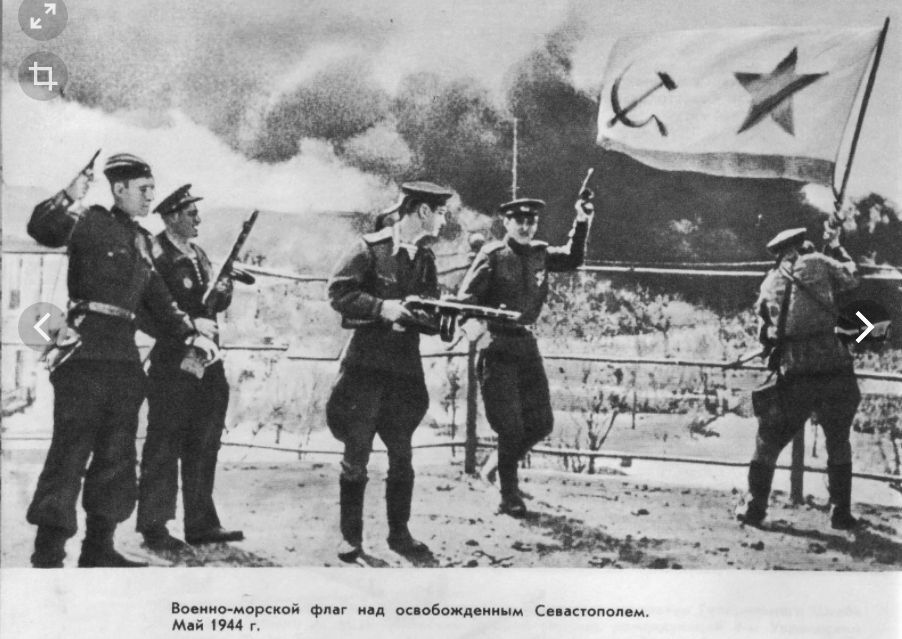 Военно-морской флаг над освобожденным Севастополем.
Май 1944 г.